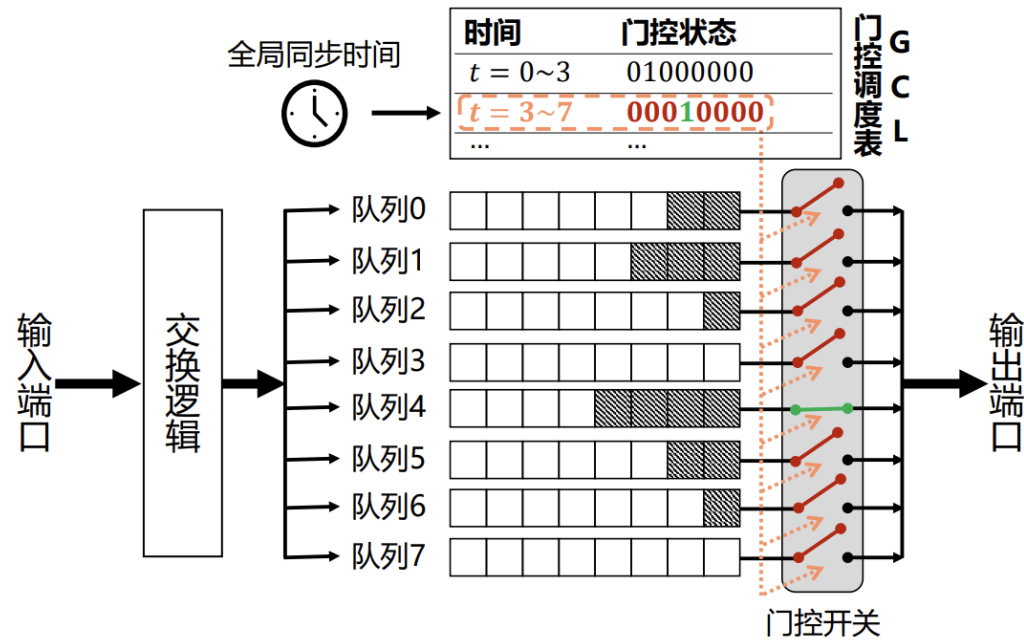 全局同步时间
时间 门控状态
t = 0~3 01000000
t = 3~7 00010000
... ...
门控调度表
GCL
输入端口
交换逻辑
队列0
队列1
队列2
队列3
队列4
队列5
队列6
队列7
输出端口
门控开关